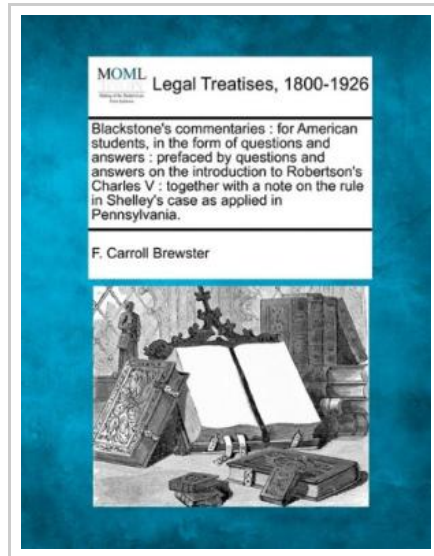 MOML
Legal Treatises, 1800-1926
Blackstone's commentaries : for American
students, in the form of questions and
answers : prefaced by questions and
answers on the introduction to Robertson's
Charles V : together with a note on the rule
in Shelley's case as applied in
Pennsylvania.
F. Carroll Brewster